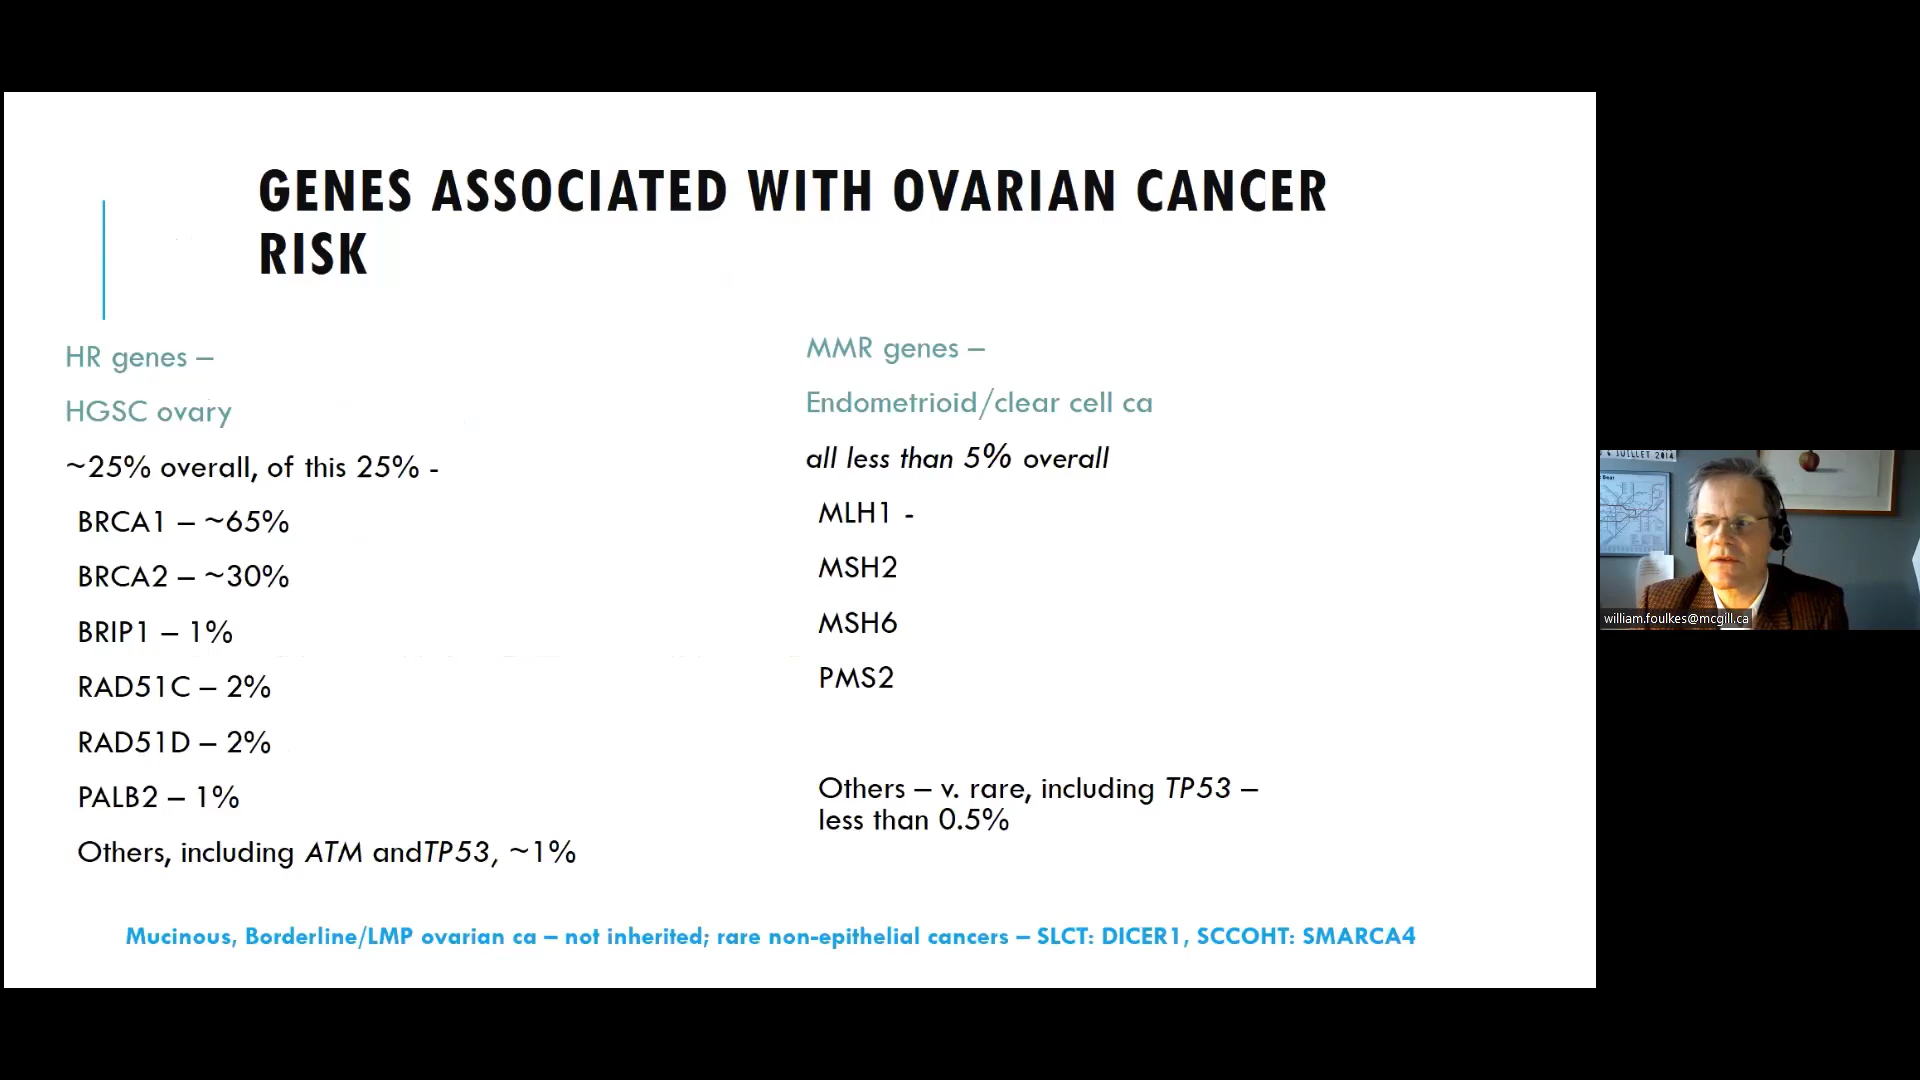 GENES ASSOCIATED WITH OVARIAN CANCER
RISK
HR genes –
HGSC ovary
~25% overall, of this 25% -
BRCA1 – ~65%
BRCA2 – ~30%
BRIP1 – 1%
RAD51C – 2%
RAD51D – 2%
PALB2 – 1%
Others, including ATM andTP53, ~1%
MMR genes –
Endometrioid/clear cell ca
all less than 5% overall
MLH1 -
MSH2
MSH6
PMS2
Others – v. rare, including TP53 –
less than 0.5%
Mucinous, Borderline/LMP ovarian ca – not inherited; rare non-epithelial cancers – SLCT: DICER1, SCCOHT: SMARCA4
6 JUILLET 2014
william.foulkes@mcgill.ca